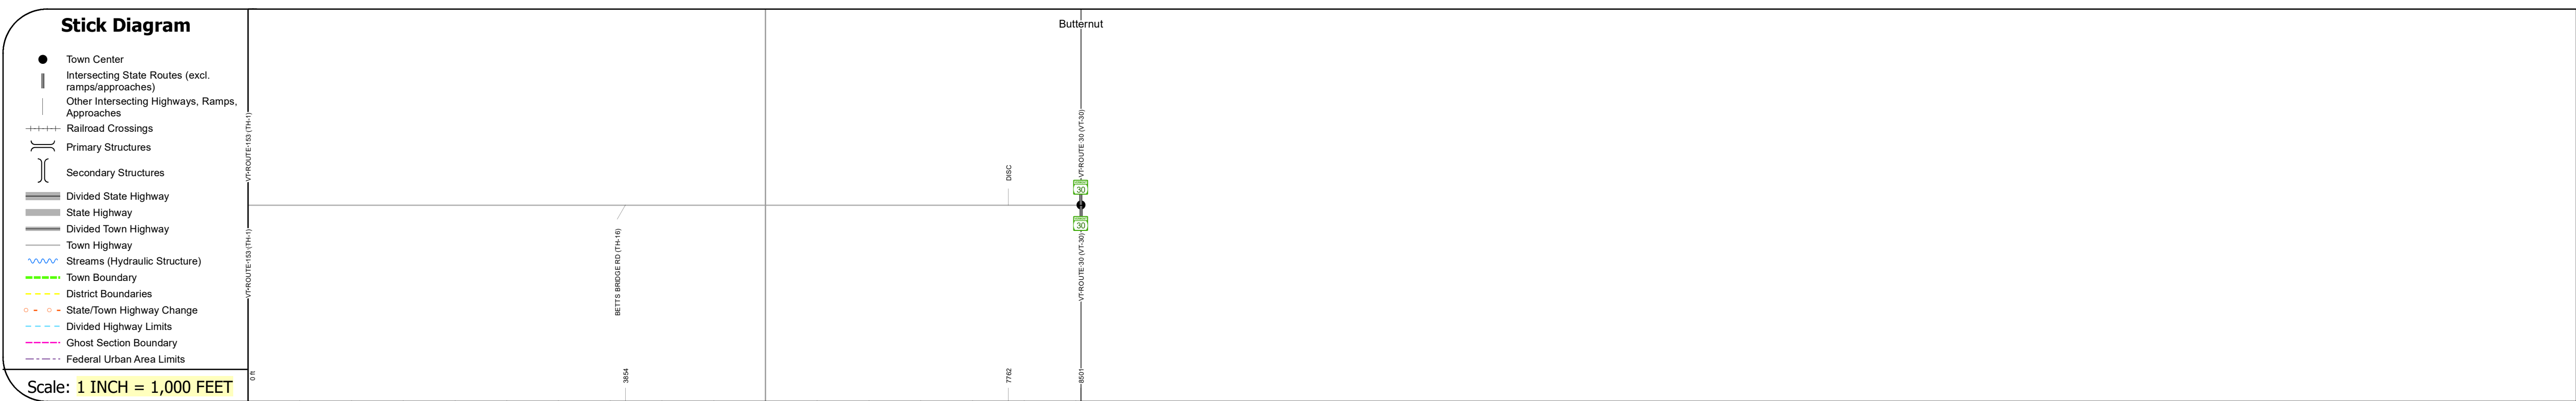 Stick Diagram
Town Center
Intersecting State Routes (excl.
ramps/approaches)
Other Intersecting Highways, Ramps,
Approaches
Railroad Crossings
Primary Structures
Secondary Structures
Divided State Highway
State Highway
Divided Town Highway
Town Highway
Streams (Hydraulic Structure)
Town Boundary
District Boundaries
State/Town Highway Change
Divided Highway Limits
Ghost Section Boundary
Federal Urban Area Limits
Scale: 1 INCH = 1,000 FEET
VT-ROUTE-153 (TH-1)
VT-ROUTE-153 (TH-1)
0 ft
BETTS BRIDGE RD (TH-16)
3854
DISC
7762
Butternut
VT-ROUTE-30 (VT-30)
30
30
VT-ROUTE-30 (VT-30)
8501